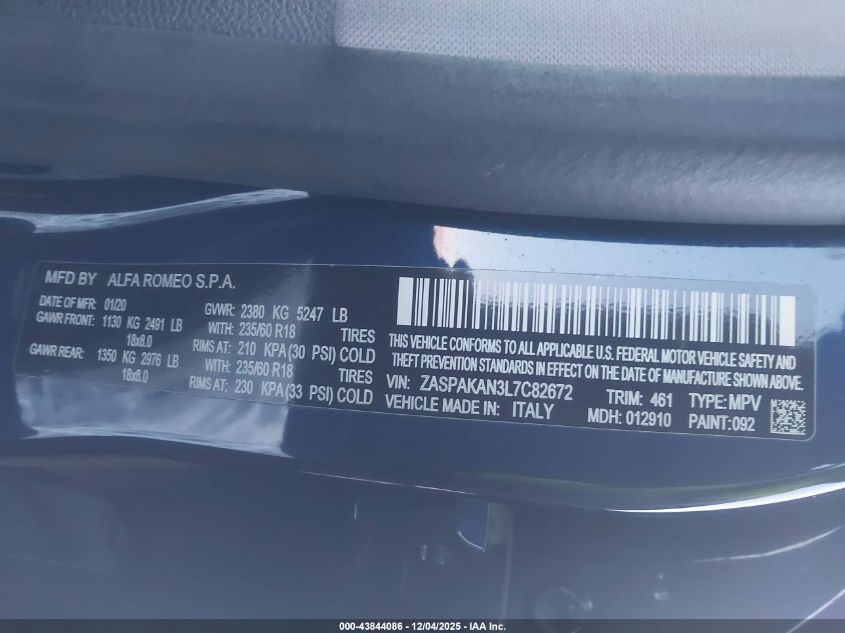 MFD BY ALFA ROMEO S.P.A.
DATE OF MFR: 01/20 GVWR: 2380 KG 5247 LB
GAWR FRONT: 1130 KG 2491 LB WITH: 235/60 R18 TIRES
18x8.0 RIMS AT: 210 KPA (30 PSI) COLD
GAWR REAR: 1350 KG 2976 LB WITH: 235/60 R18 TIRES
18x8.0 RIMS AT: 230 KPA (33 PSI) COLD
THIS VEHICLE CONFORMS TO ALL APPLICABLE U.S. FEDERAL MOTOR VEHICLE SAFETY AND
THEFT PREVENTION STANDARDS IN EFFECT ON THE DATE OF MANUFACTURE SHOWN ABOVE.
VIN: ZASPAKAN3L7C82672 TRIM: 461 TYPE: MPV
VEHICLE MADE IN: ITALY MDH: 012910 PAINT: 092
000-43844086 - 12/04/2025 - IAA Inc.